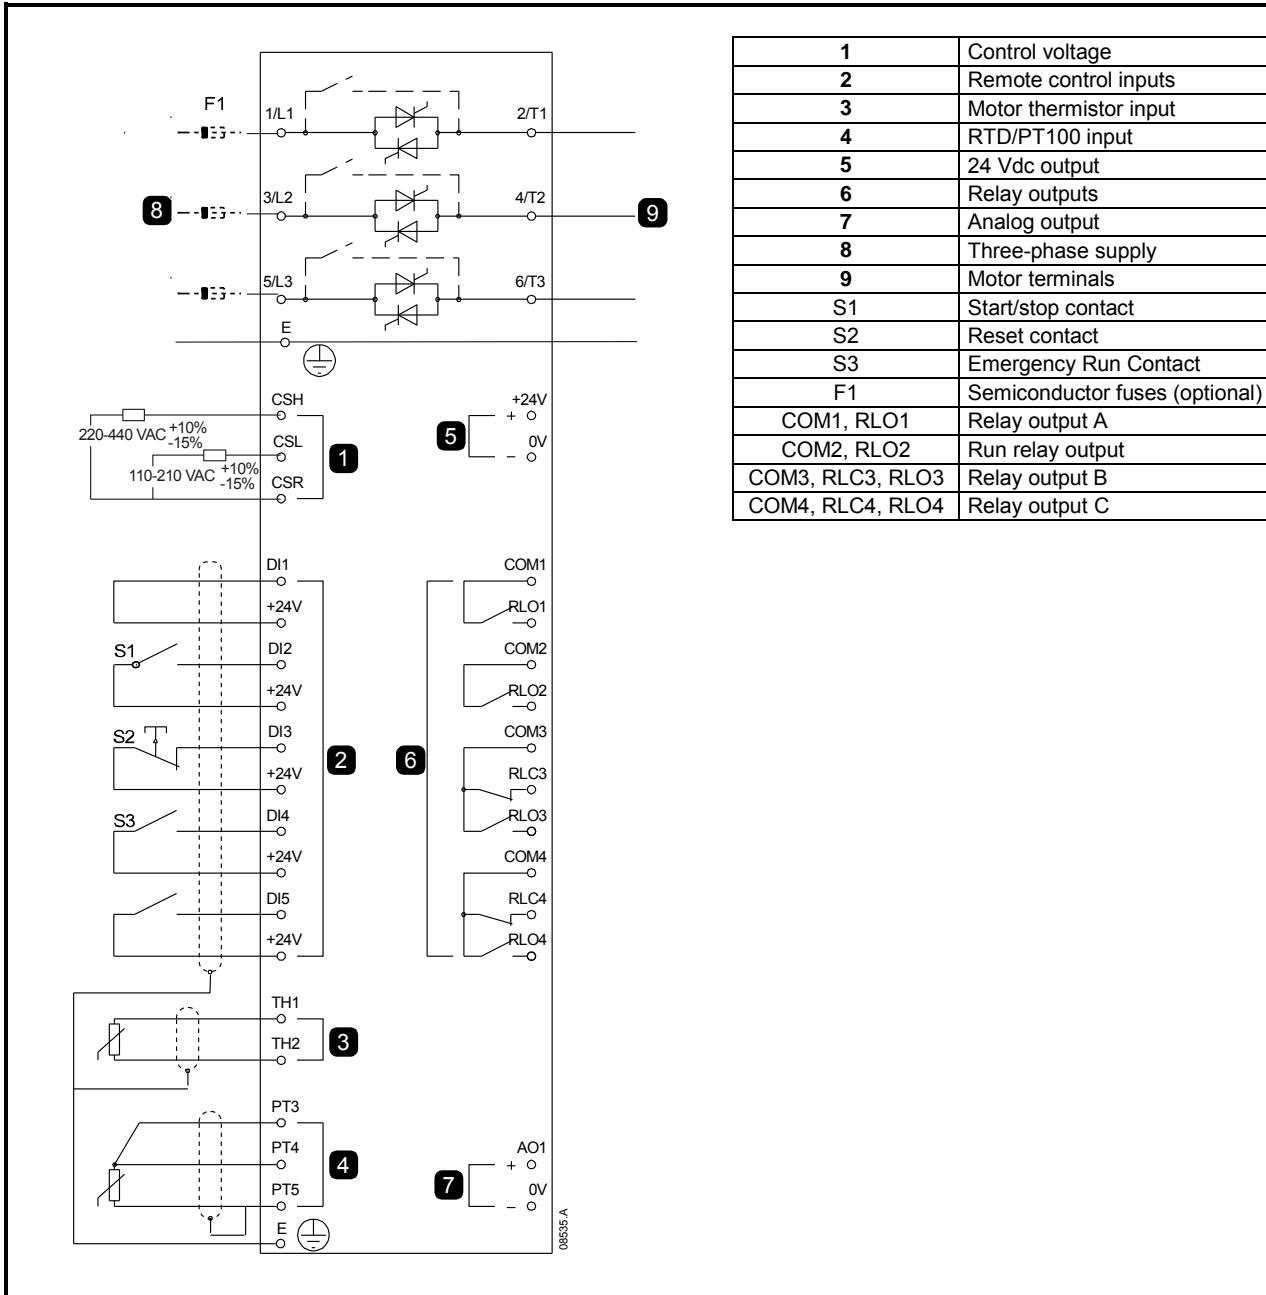 F1
1/L1
2/T1
3/L2
4/T2
8
9
5/L3
6/T3
E
CSH
+24V
+
220-440 VAC +10% -15%
CSL
5
0V
1
−
110-210 VAC +10% -15%
CSR
DI1
COM1
+24V
RLO1
S1
DI2
COM2
+24V
RLO2
S2
DI3
COM3
2
6
+24V
RLC3
S3
DI4
RLO3
+24V
COM4
DI5
RLC4
+24V
RLO4
TH1
TH2
3
PT3
PT4
4
AO1
+
7
PT5
0V
−
E
08535.A
1 Control voltage
2 Remote control inputs
3 Motor thermistor input
4 RTD/PT100 input
5 24 Vdc output
6 Relay outputs
7 Analog output
8 Three-phase supply
9 Motor terminals
S1 Start/stop contact
S2 Reset contact
S3 Emergency Run Contact
F1 Semiconductor fuses (optional)
COM1, RLO1 Relay output A
COM2, RLO2 Run relay output
COM3, RLC3, RLO3 Relay output B
COM4, RLC4, RLO4 Relay output C